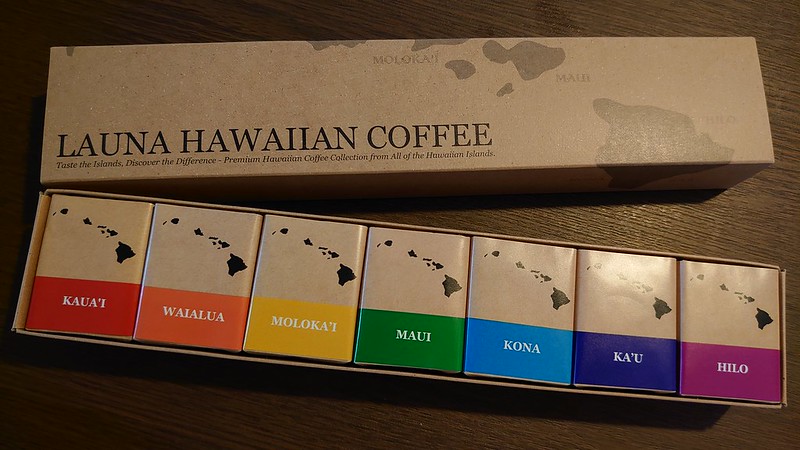 MOLOKA'I
MAUI
HILO
LAUNA HAWAIIAN COFFEE
Taste the Islands, Discover the Difference - Premium Hawaiian Coffee Collection from All of the Hawaiian Islands.
KAUA'I
WAIALUA
MOLOKA'I
MAUI
KONA
KA'U
HILO